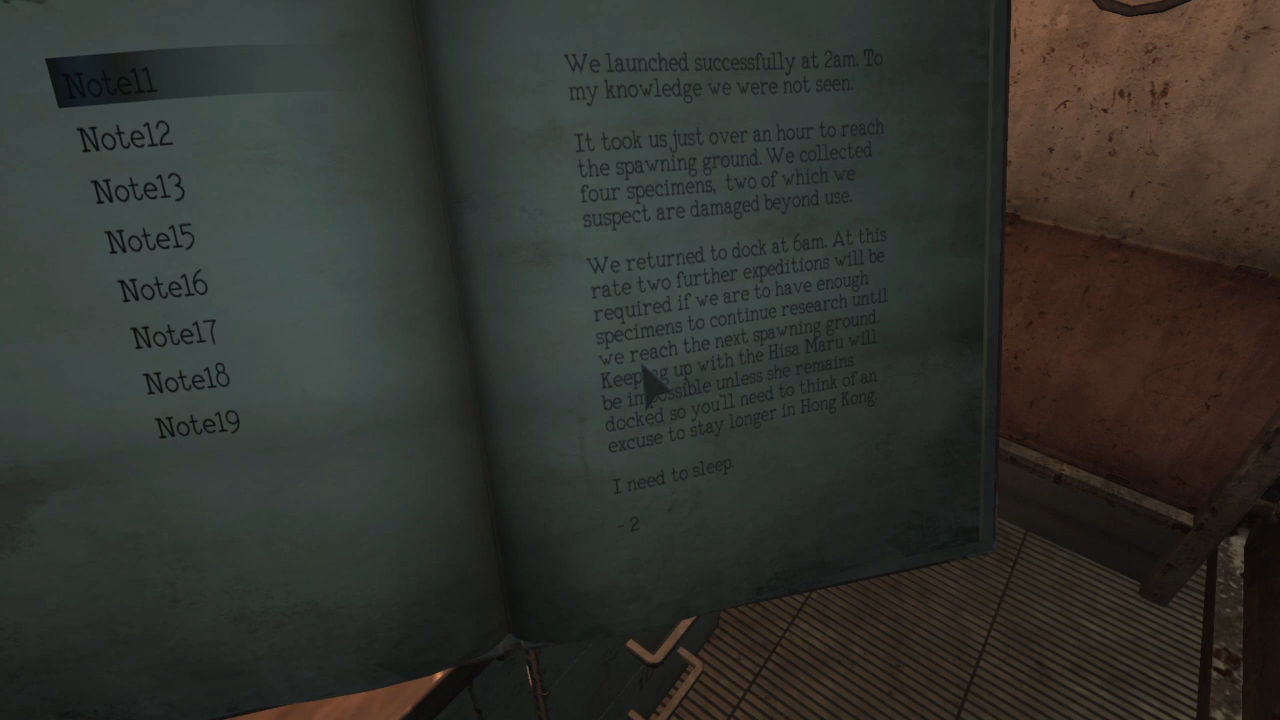 Note11
Note12
Note13
Note15
Note16
Note17
Note18
Note19
We launched successfully at 2am. To
my knowledge we were not seen.
It took us just over an hour to reach
the spawning ground. We collected
four specimens, two of which we
suspect are damaged beyond use.
We returned to dock at 6am. At this
rate two further expeditions will be
required if we are to have enough
specimens to continue research until
we reach the next spawning ground.
Keeping up with the Hisa Maru will
be impossible unless she remains
docked so you'll need to think of an
excuse to stay longer in Hong Kong.
I need to sleep.
- 2